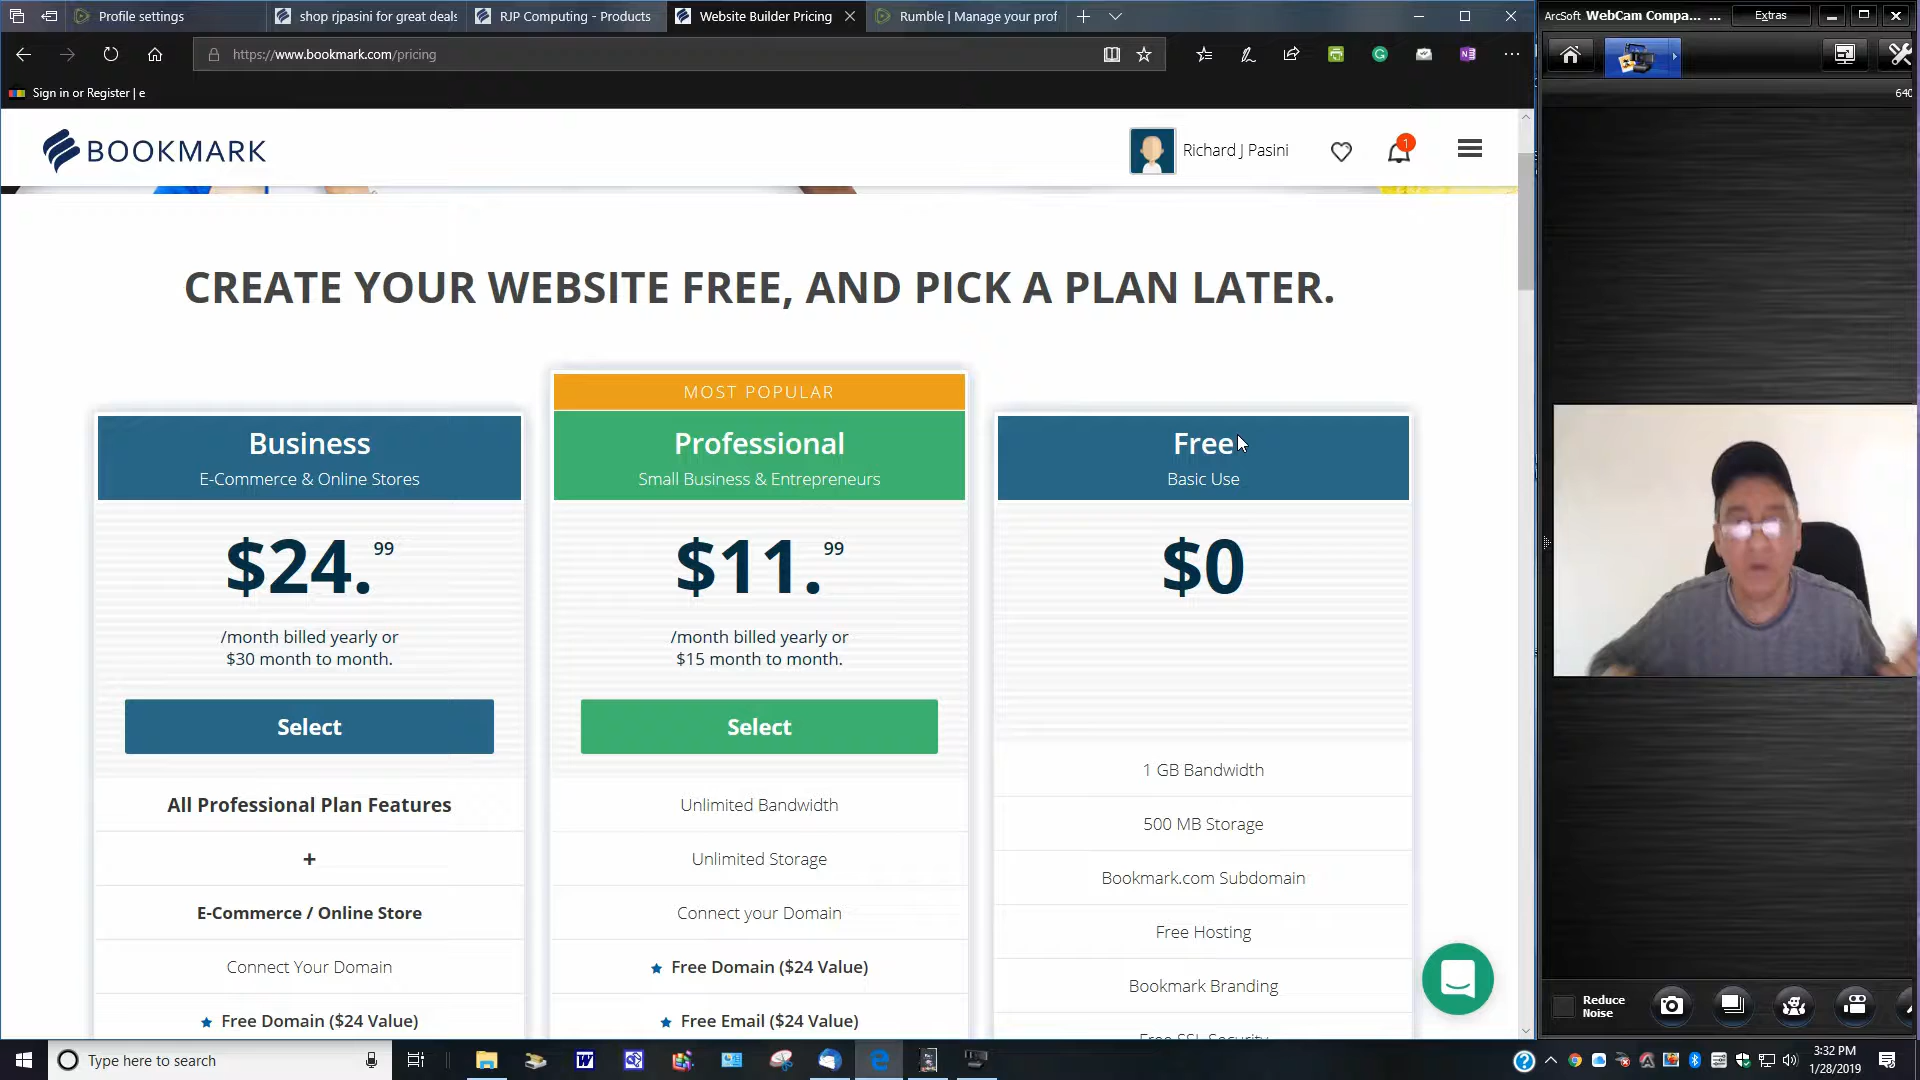 Profile settings
shop rjpasini for great deals
RJP Computing - Products
Website Builder Pricing
Rumble | Manage your prof
ArcSoft WebCam Compa... ...
Extras
https://www.bookmark.com/pricing
Sign in or Register | e
640
BOOKMARK
Richard J Pasini
1
CREATE YOUR WEBSITE FREE, AND PICK A PLAN LATER.
MOST POPULAR
Business
E-Commerce & Online Stores
$24.99
/month billed yearly or
$30 month to month.
Select
All Professional Plan Features
+
E-Commerce / Online Store
Connect Your Domain
Free Domain ($24 Value)
Professional
Small Business & Entrepreneurs
$11.99
/month billed yearly or
$15 month to month.
Select
Unlimited Bandwidth
Unlimited Storage
Connect your Domain
Free Domain ($24 Value)
Free Email ($24 Value)
Free
Basic Use
$0
1 GB Bandwidth
500 MB Storage
Bookmark.com Subdomain
Free Hosting
Bookmark Branding
Free SSL Security
Reduce
Noise
Type here to search
3:32 PM
1/28/2019